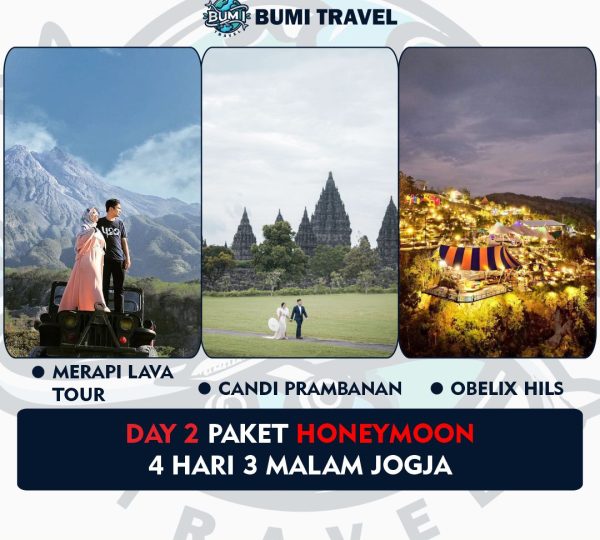 BUMI
TRAVEL
BUMI TRAVEL
MERAPI LAVA
TOUR
CANDI PRAMBANAN
OBELIX HILS
DAY 2 PAKET HONEYMOON
4 HARI 3 MALAM JOGJA
TRAVEL